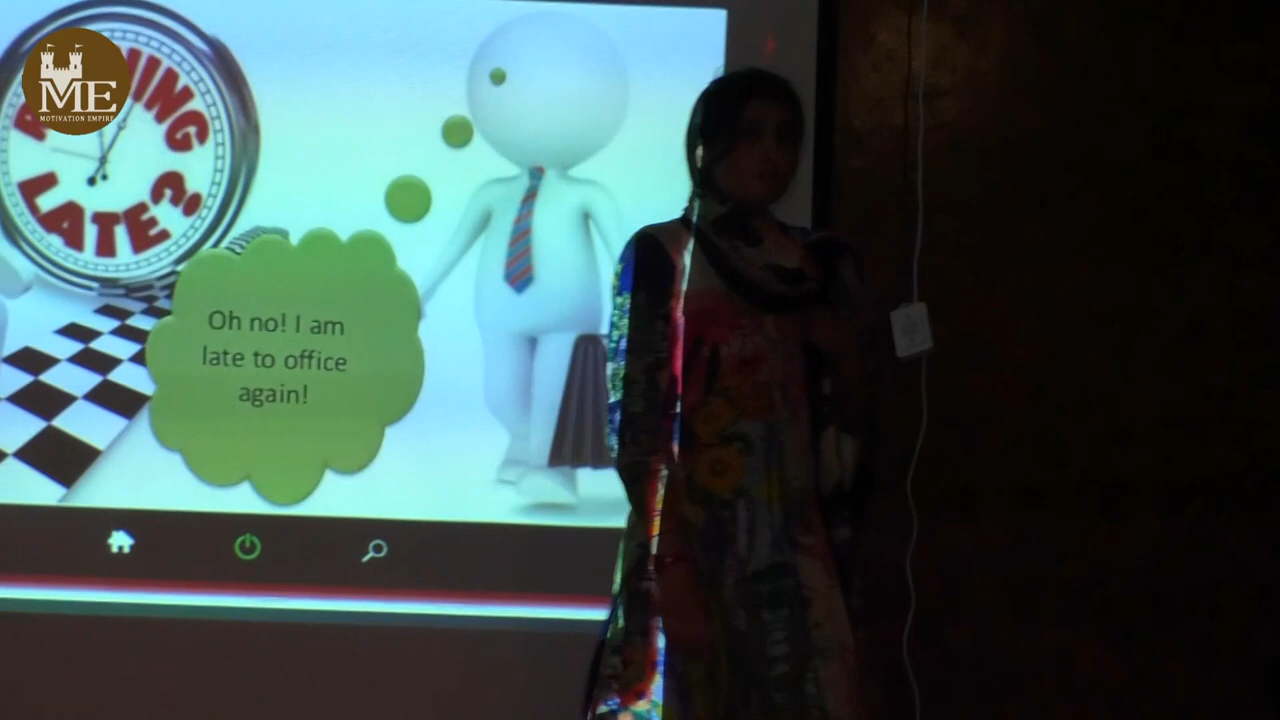 ME
MOTIVATION EMPIRE
LATE?
Oh no! I am
late to office
again!